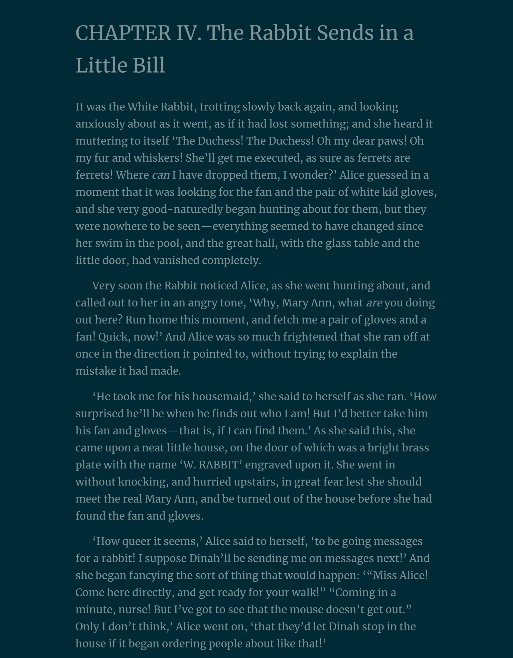 CHAPTER IV. The Rabbit Sends in a
Little Bill
It was the White Rabbit, trotting slowly back again, and looking
anxiously about as it went, as if it had lost something; and she heard it
muttering to itself ‘The Duchess! The Duchess! Oh my dear paws! Oh
my fur and whiskers! She’ll get me executed, as sure as ferrets are
ferrets! Where can I have dropped them, I wonder?’ Alice guessed in a
moment that it was looking for the fan and the pair of white kid gloves,
and she very good-naturedly began hunting about for them, but they
were nowhere to be seen—everything seemed to have changed since
her swim in the pool, and the great hall, with the glass table and the
little door, had vanished completely.
Very soon the Rabbit noticed Alice, as she went hunting about, and
called out to her in an angry tone, ‘Why, Mary Ann, what are you doing
out here? Run home this moment, and fetch me a pair of gloves and a
fan! Quick, now!’ And Alice was so much frightened that she ran off at
once in the direction it pointed to, without trying to explain the
mistake it had made.
‘He took me for his housemaid,’ she said to herself as she ran. ‘How
surprised he’ll be when he finds out who I am! But I’d better take him
his fan and gloves—that is, if I can find them.’ As she said this, she
came upon a neat little house, on the door of which was a bright brass
plate with the name ‘W. RABBIT’ engraved upon it. She went in
without knocking, and hurried upstairs, in great fear lest she should
meet the real Mary Ann, and be turned out of the house before she had
found the fan and gloves.
‘How queer it seems,’ Alice said to herself, ‘to be going messages
for a rabbit! I suppose Dinah’ll be sending me on messages next!’ And
she began fancying the sort of thing that would happen: ‘“Miss Alice!
Come here directly, and get ready for your walk!” “Coming in a
minute, nurse! But I’ve got to see that the mouse doesn’t get out.”
Only I don’t think,’ Alice went on, ‘that they’d let Dinah stop in the
house if it began ordering people about like that!’